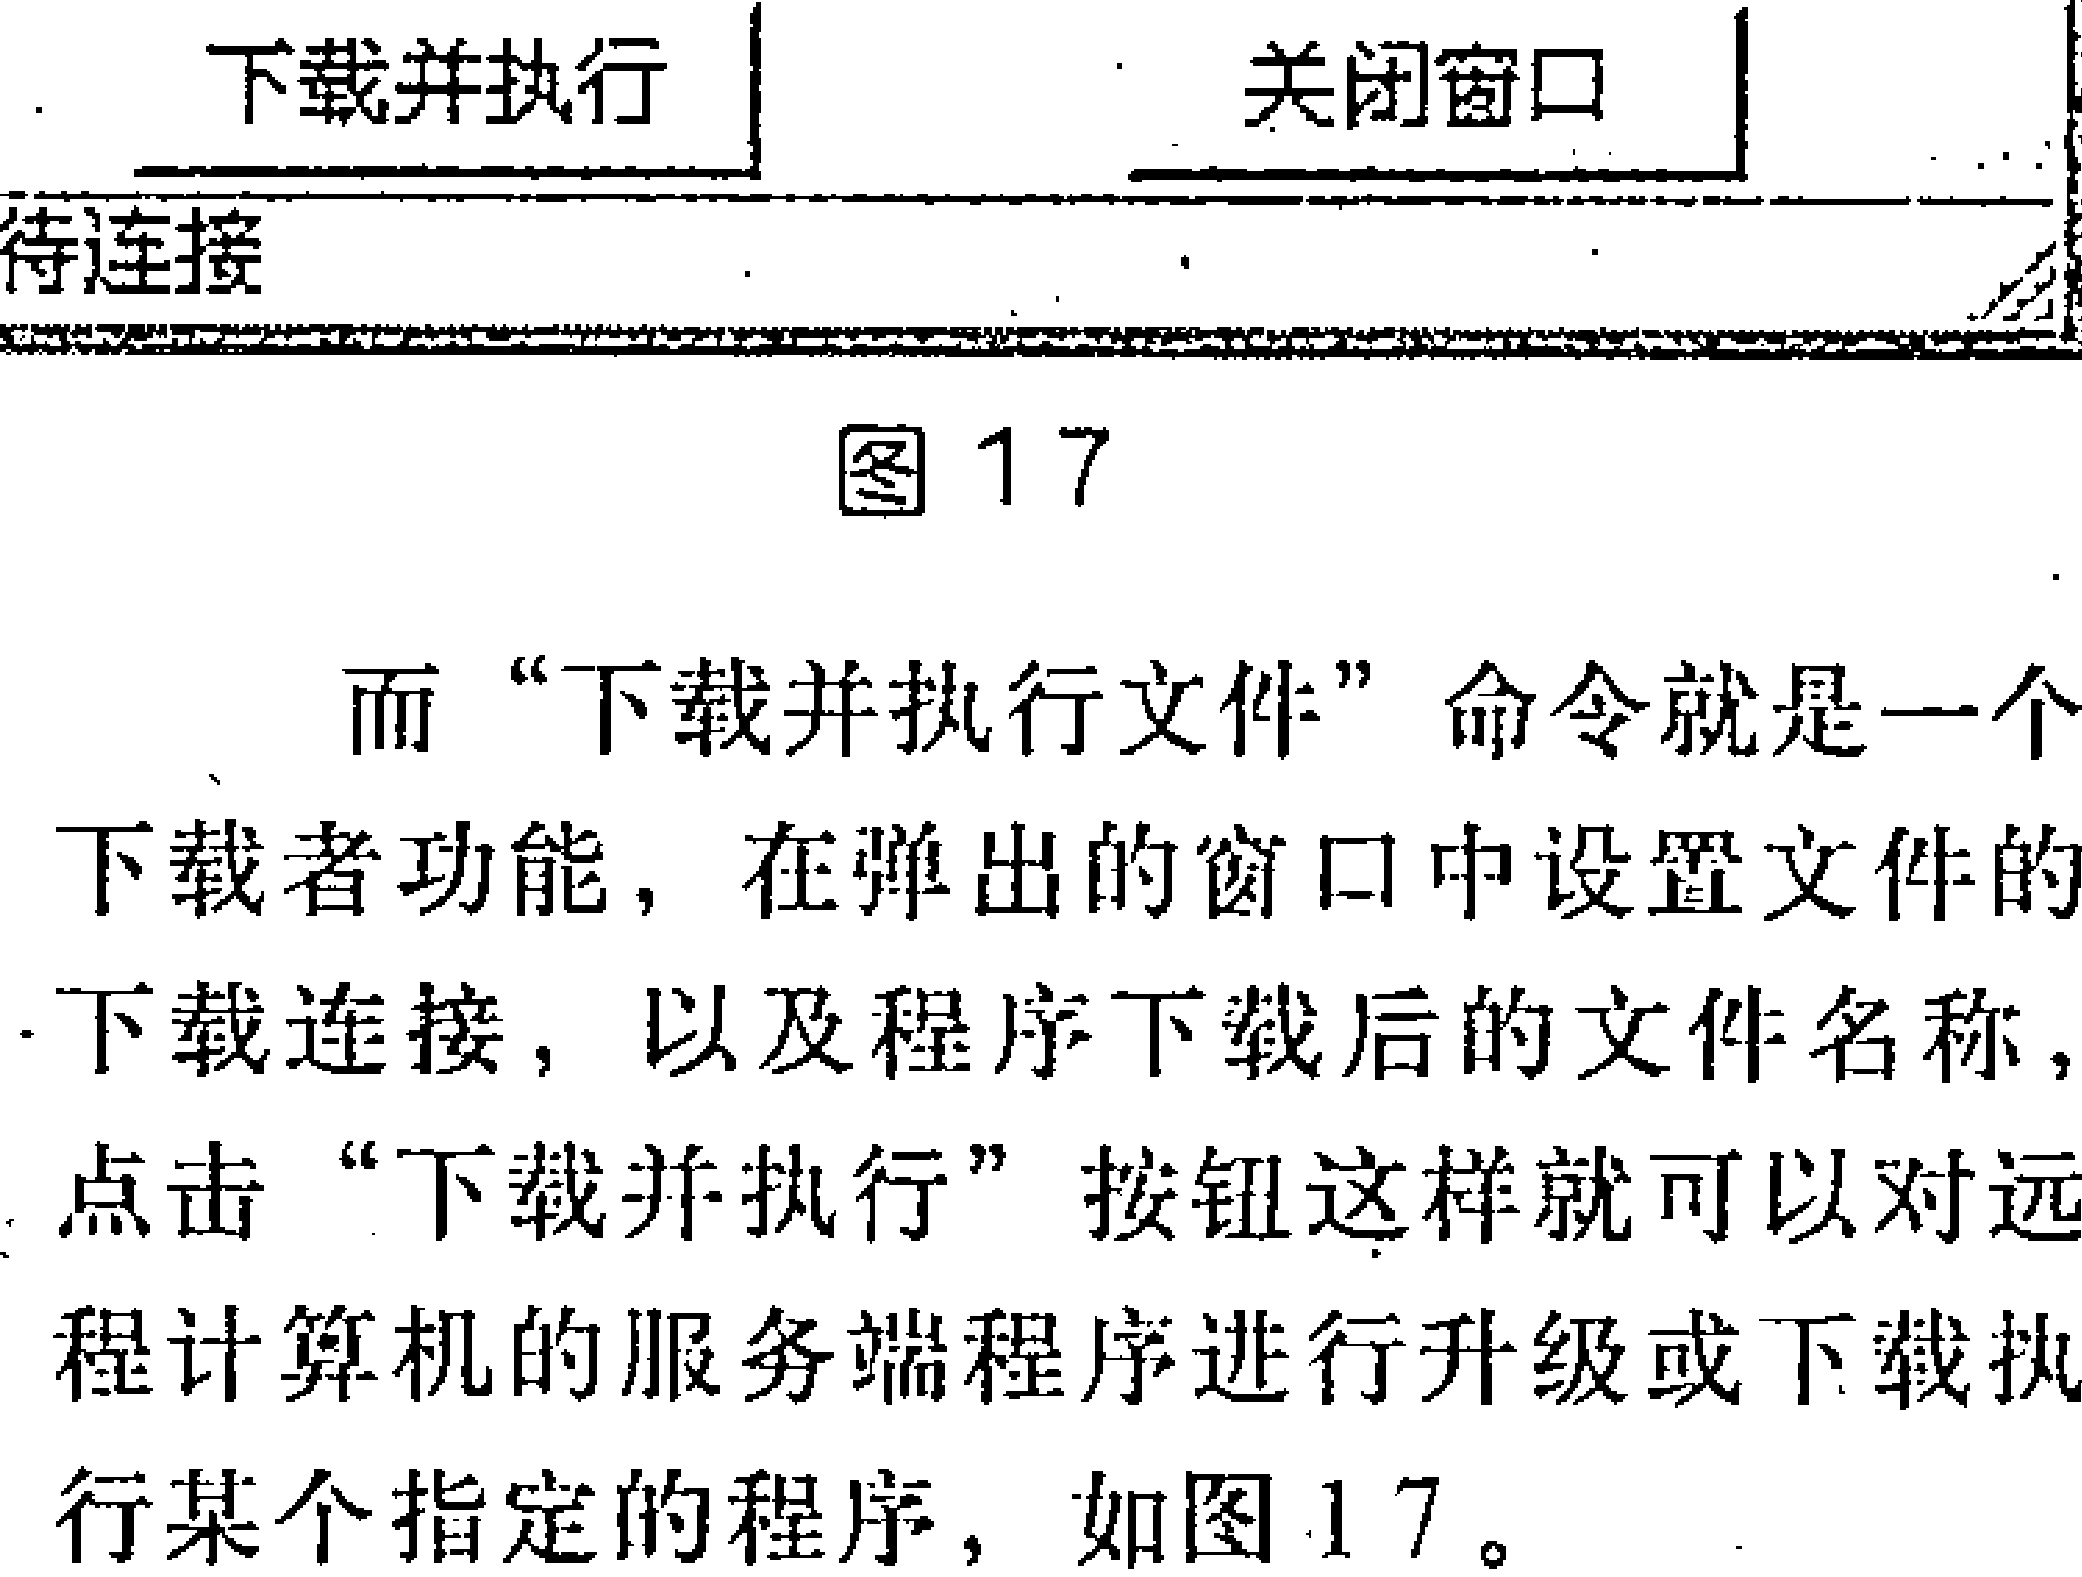 下载并执行 关闭窗口
待连接
图 17
而“下载并执行文件”命令就是一个
下载者功能，在弹出的窗口中设置文件的
下载连接，以及程序下载后的文件名称，
点击“下载并执行”按钮这样就可以对远
程计算机的服务端程序进行升级或下载执
行某个指定的程序，如图17。